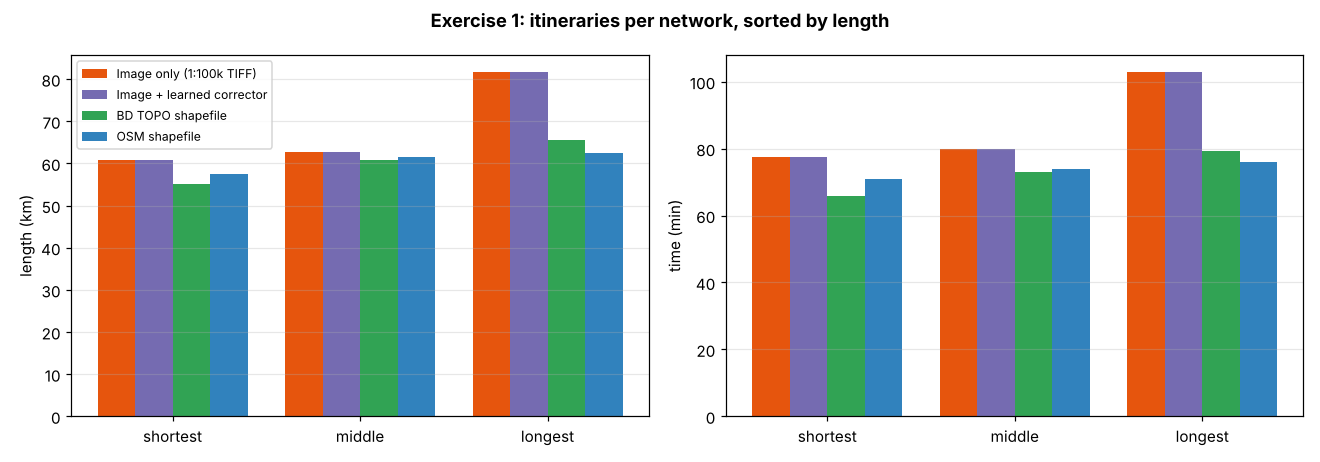 Exercise 1: itineraries per network, sorted by length
Image only (1:100k TIFF)
Image + learned corrector
BD TOPO shapefile
OSM shapefile
length (km)
80
70
60
50
40
30
20
10
0
shortest
middle
longest
time (min)
100
80
60
40
20
0
shortest
middle
longest